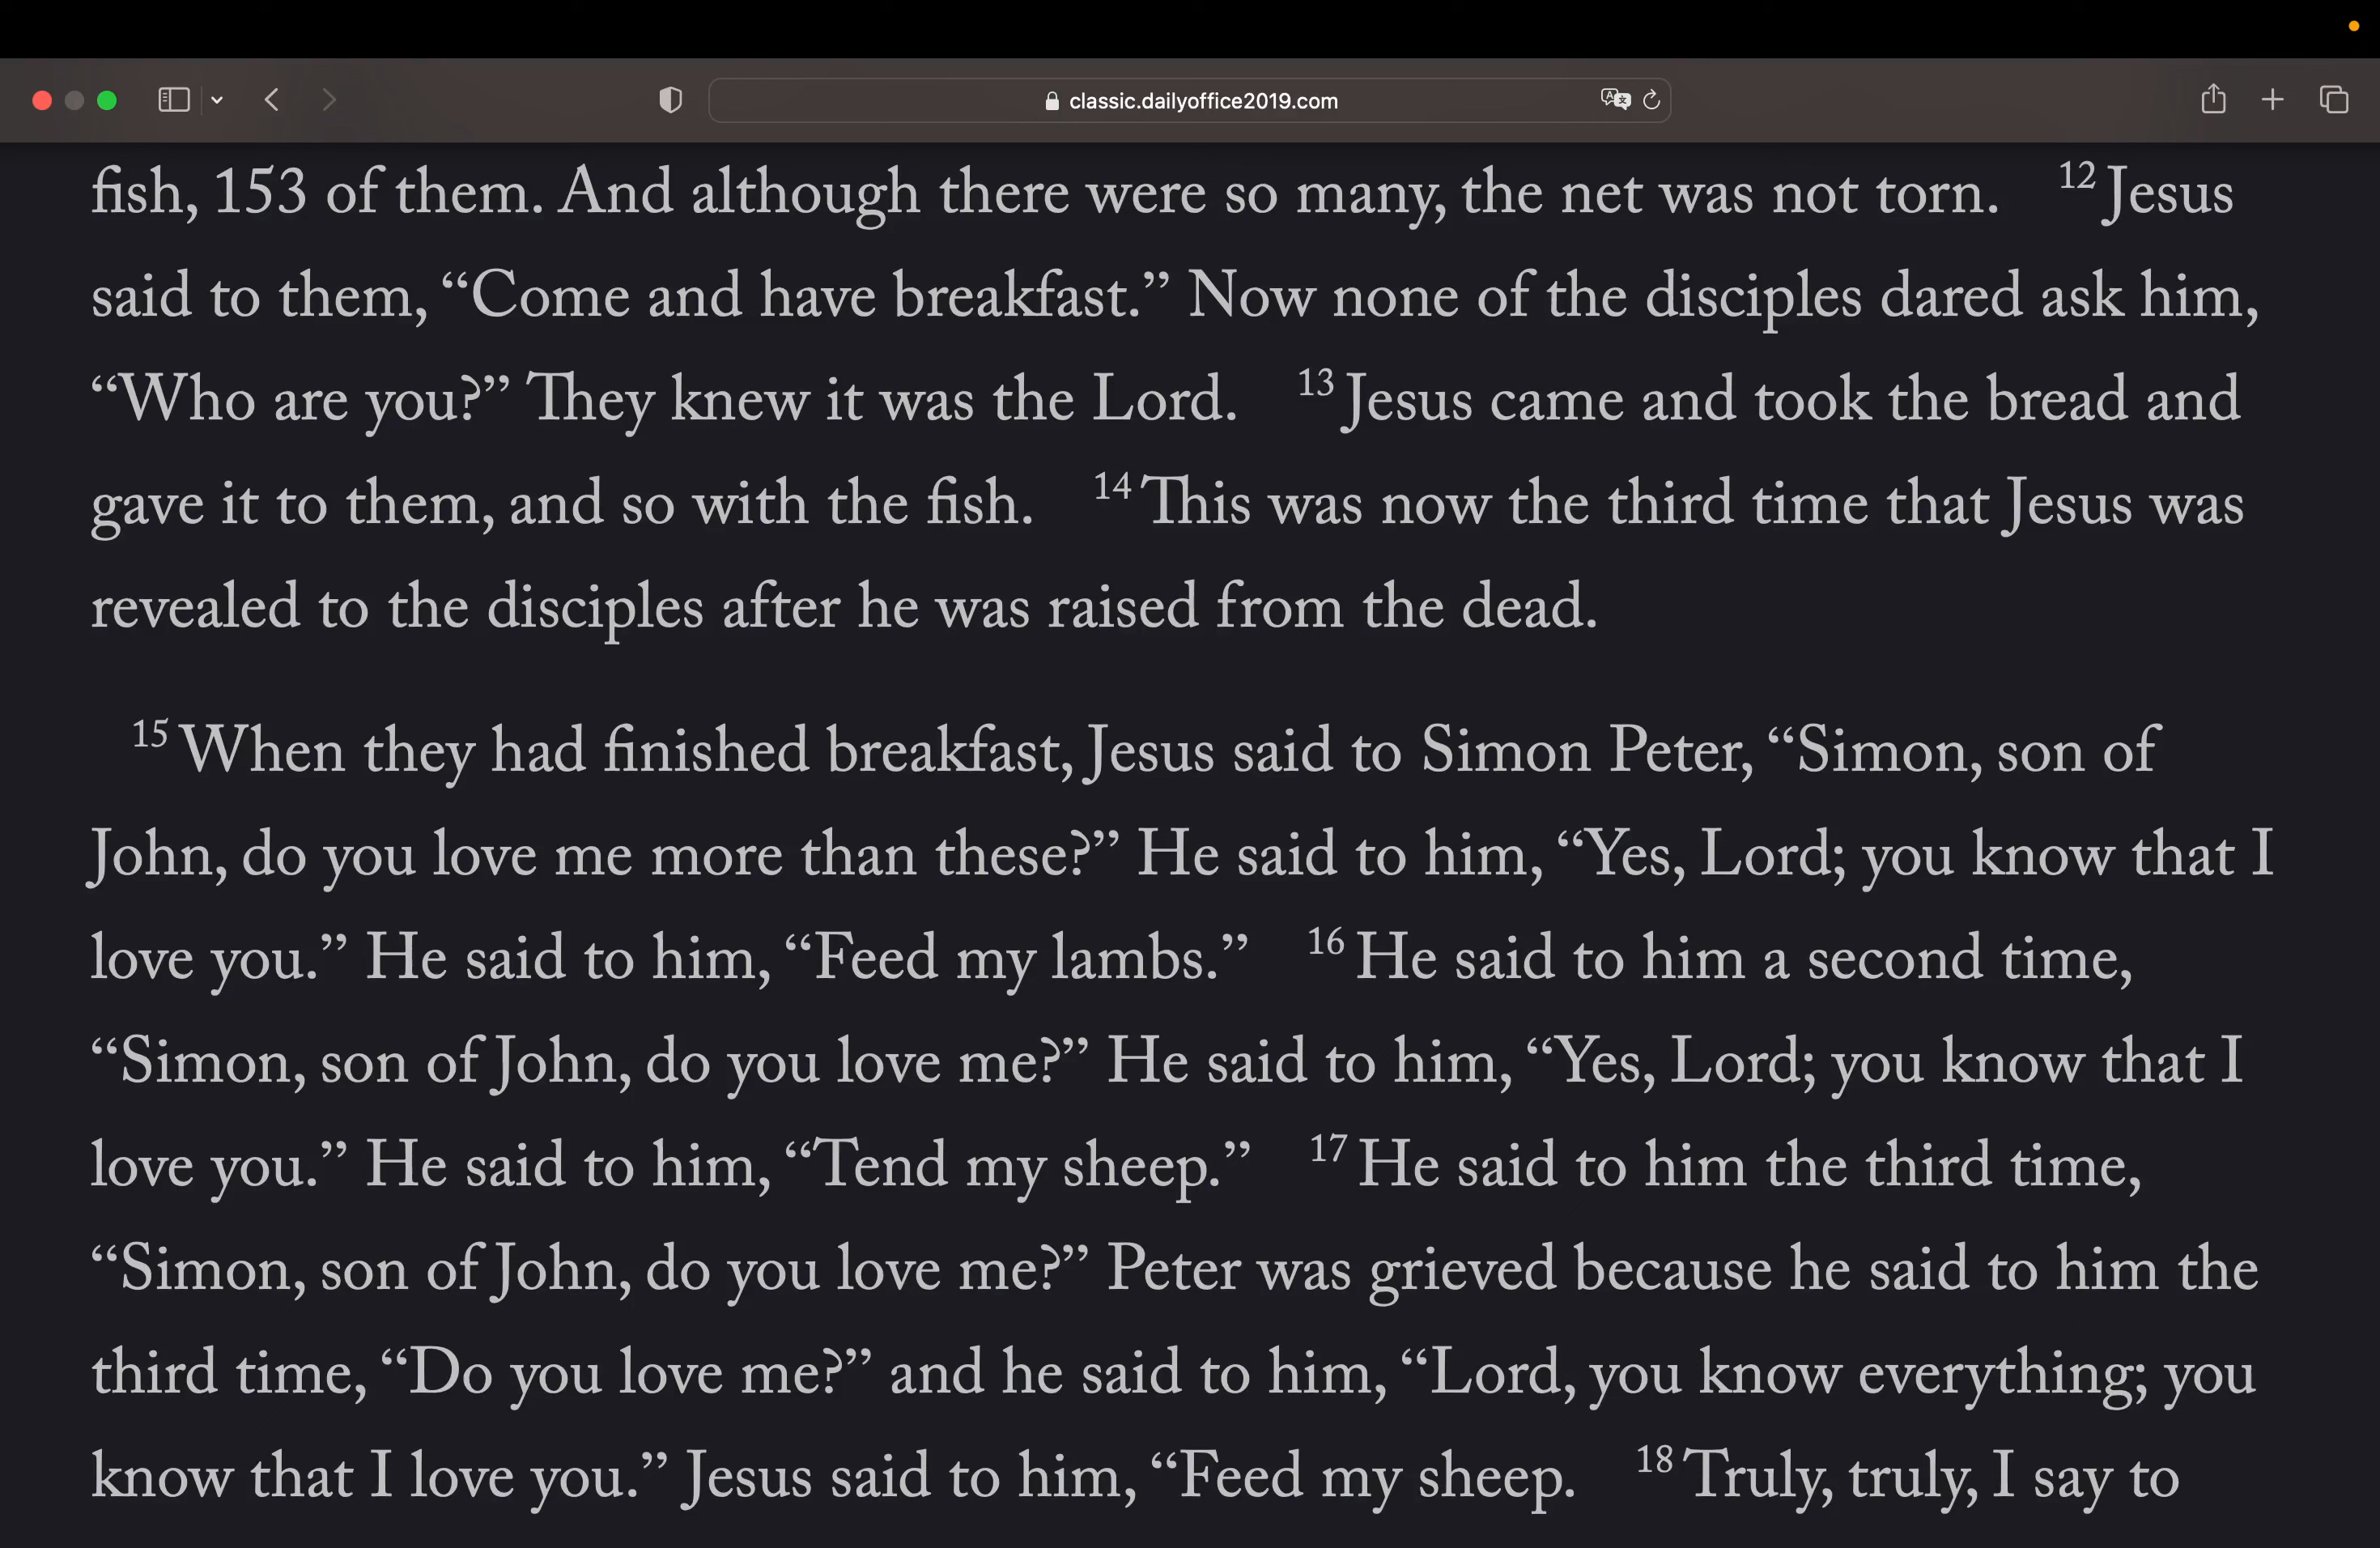 classic.dailyoffice2019.com
fish, 153 of them. And although there were so many, the net was not torn. 12 Jesus
said to them, “Come and have breakfast.” Now none of the disciples dared ask him,
“Who are you?” They knew it was the Lord. 13 Jesus came and took the bread and
gave it to them, and so with the fish. 14 This was now the third time that Jesus was
revealed to the disciples after he was raised from the dead.
15 When they had finished breakfast, Jesus said to Simon Peter, “Simon, son of
John, do you love me more than these?” He said to him, “Yes, Lord; you know that I
love you.” He said to him, “Feed my lambs.” 16 He said to him a second time,
“Simon, son of John, do you love me?” He said to him, “Yes, Lord; you know that I
love you.” He said to him, “Tend my sheep.” 17 He said to him the third time,
“Simon, son of John, do you love me?” Peter was grieved because he said to him the
third time, “Do you love me?” and he said to him, “Lord, you know everything; you
know that I love you.” Jesus said to him, “Feed my sheep. 18 Truly, truly, I say to